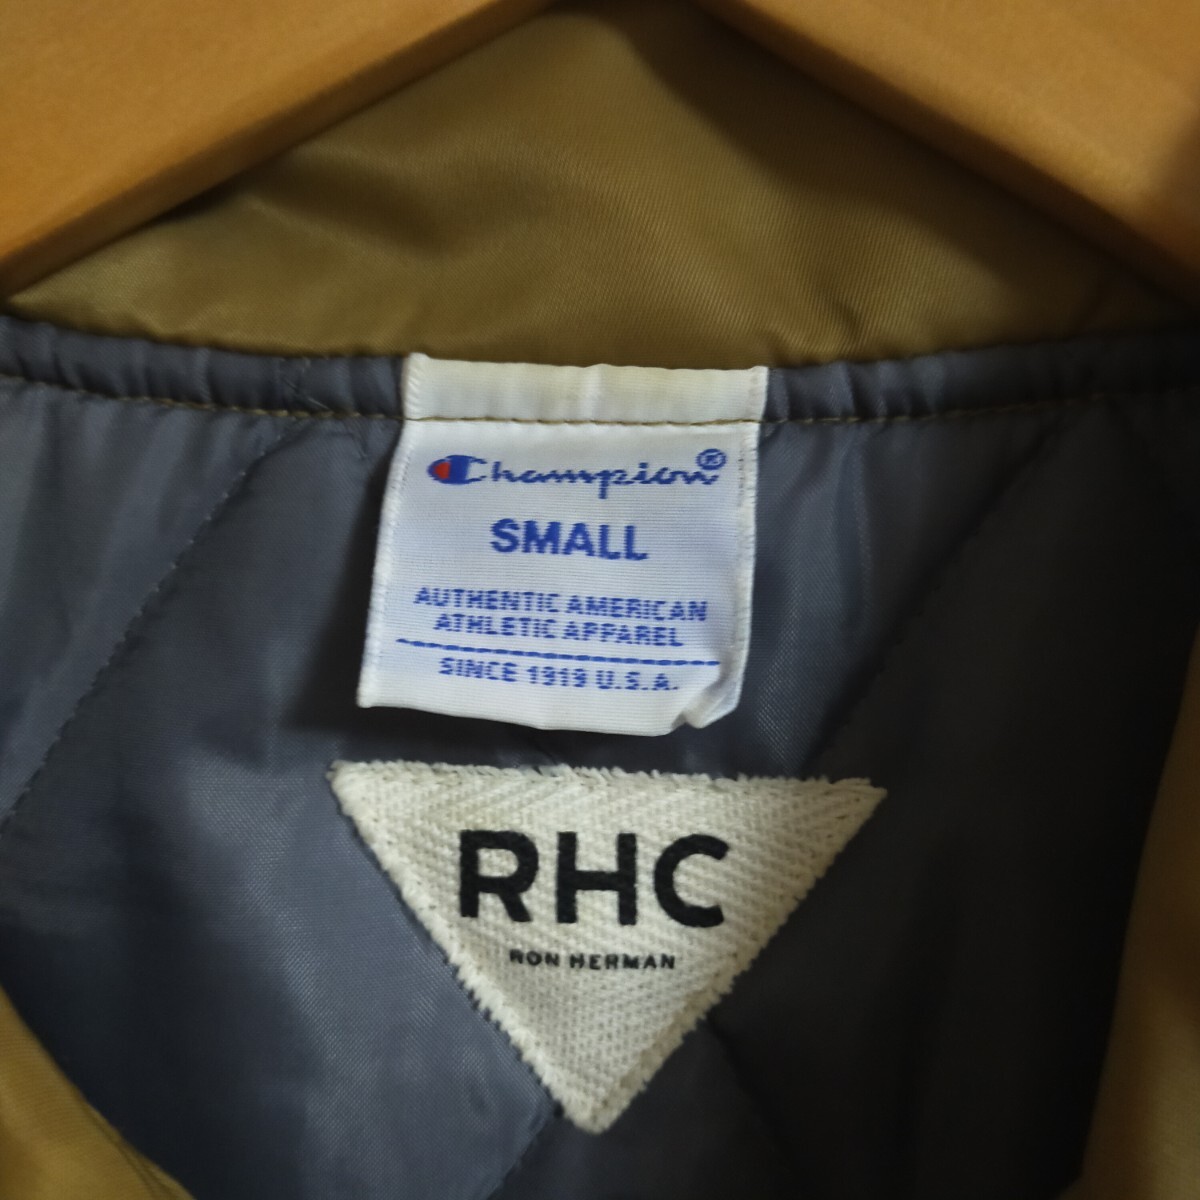 Champion®
SMALL
AUTHENTIC AMERICAN
ATHLETIC APPAREL
SINCE 1919 U.S.A.
RHC
RON HERMAN